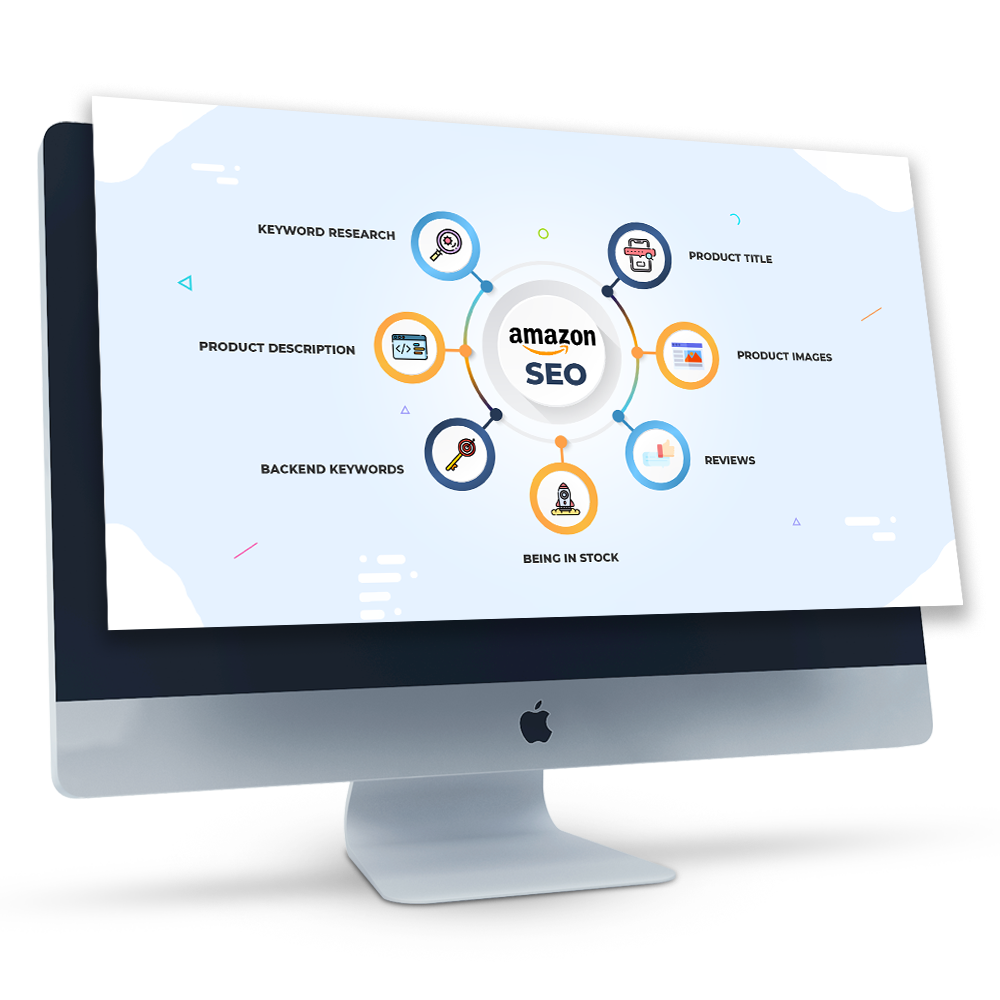 KEYWORD RESEARCH
PRODUCT TITLE
amazon
SEO
PRODUCT DESCRIPTION
PRODUCT IMAGES
BACKEND KEYWORDS
REVIEWS
BEING IN STOCK